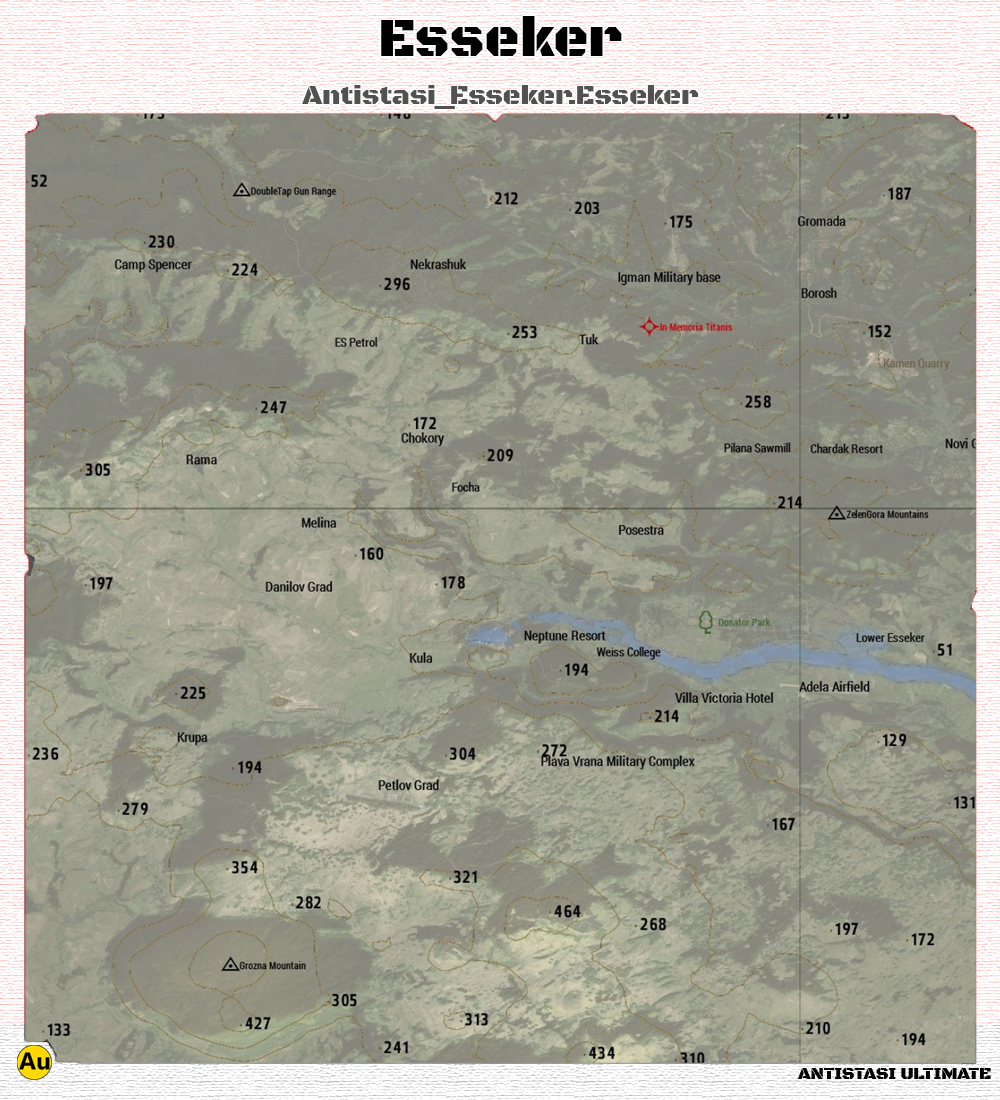 Esseker
Antistasi_Esseker.Esseker
173
148
213
52
DoubleTap Gun Range
212
203
187
175
Gromada
230
Camp Spencer
224
Nekrashuk
296
Igman Military base
Borosh
In Memoria Titanis
253
Tuk
152
ES Petrol
Kamen Quarry
258
247
172
Chokory
Pilana Sawmill
Chardak Resort
Novi
209
Rama
305
Focha
214
ZelenGora Mountains
Melina
Posestra
160
197
Danilov Grad
178
Donator Park
Neptune Resort
Lower Esseker
51
Weiss College
Kula
194
225
Adela Airfield
Villa Victoria Hotel
214
Krupa
129
236
304
272
Plava Vrana Military Complex
194
Petlov Grad
131
279
167
354
321
282
464
268
197
172
Grozna Mountain
305
427
313
133
210
194
241
434
310
Au
ANTISTASI ULTIMATE